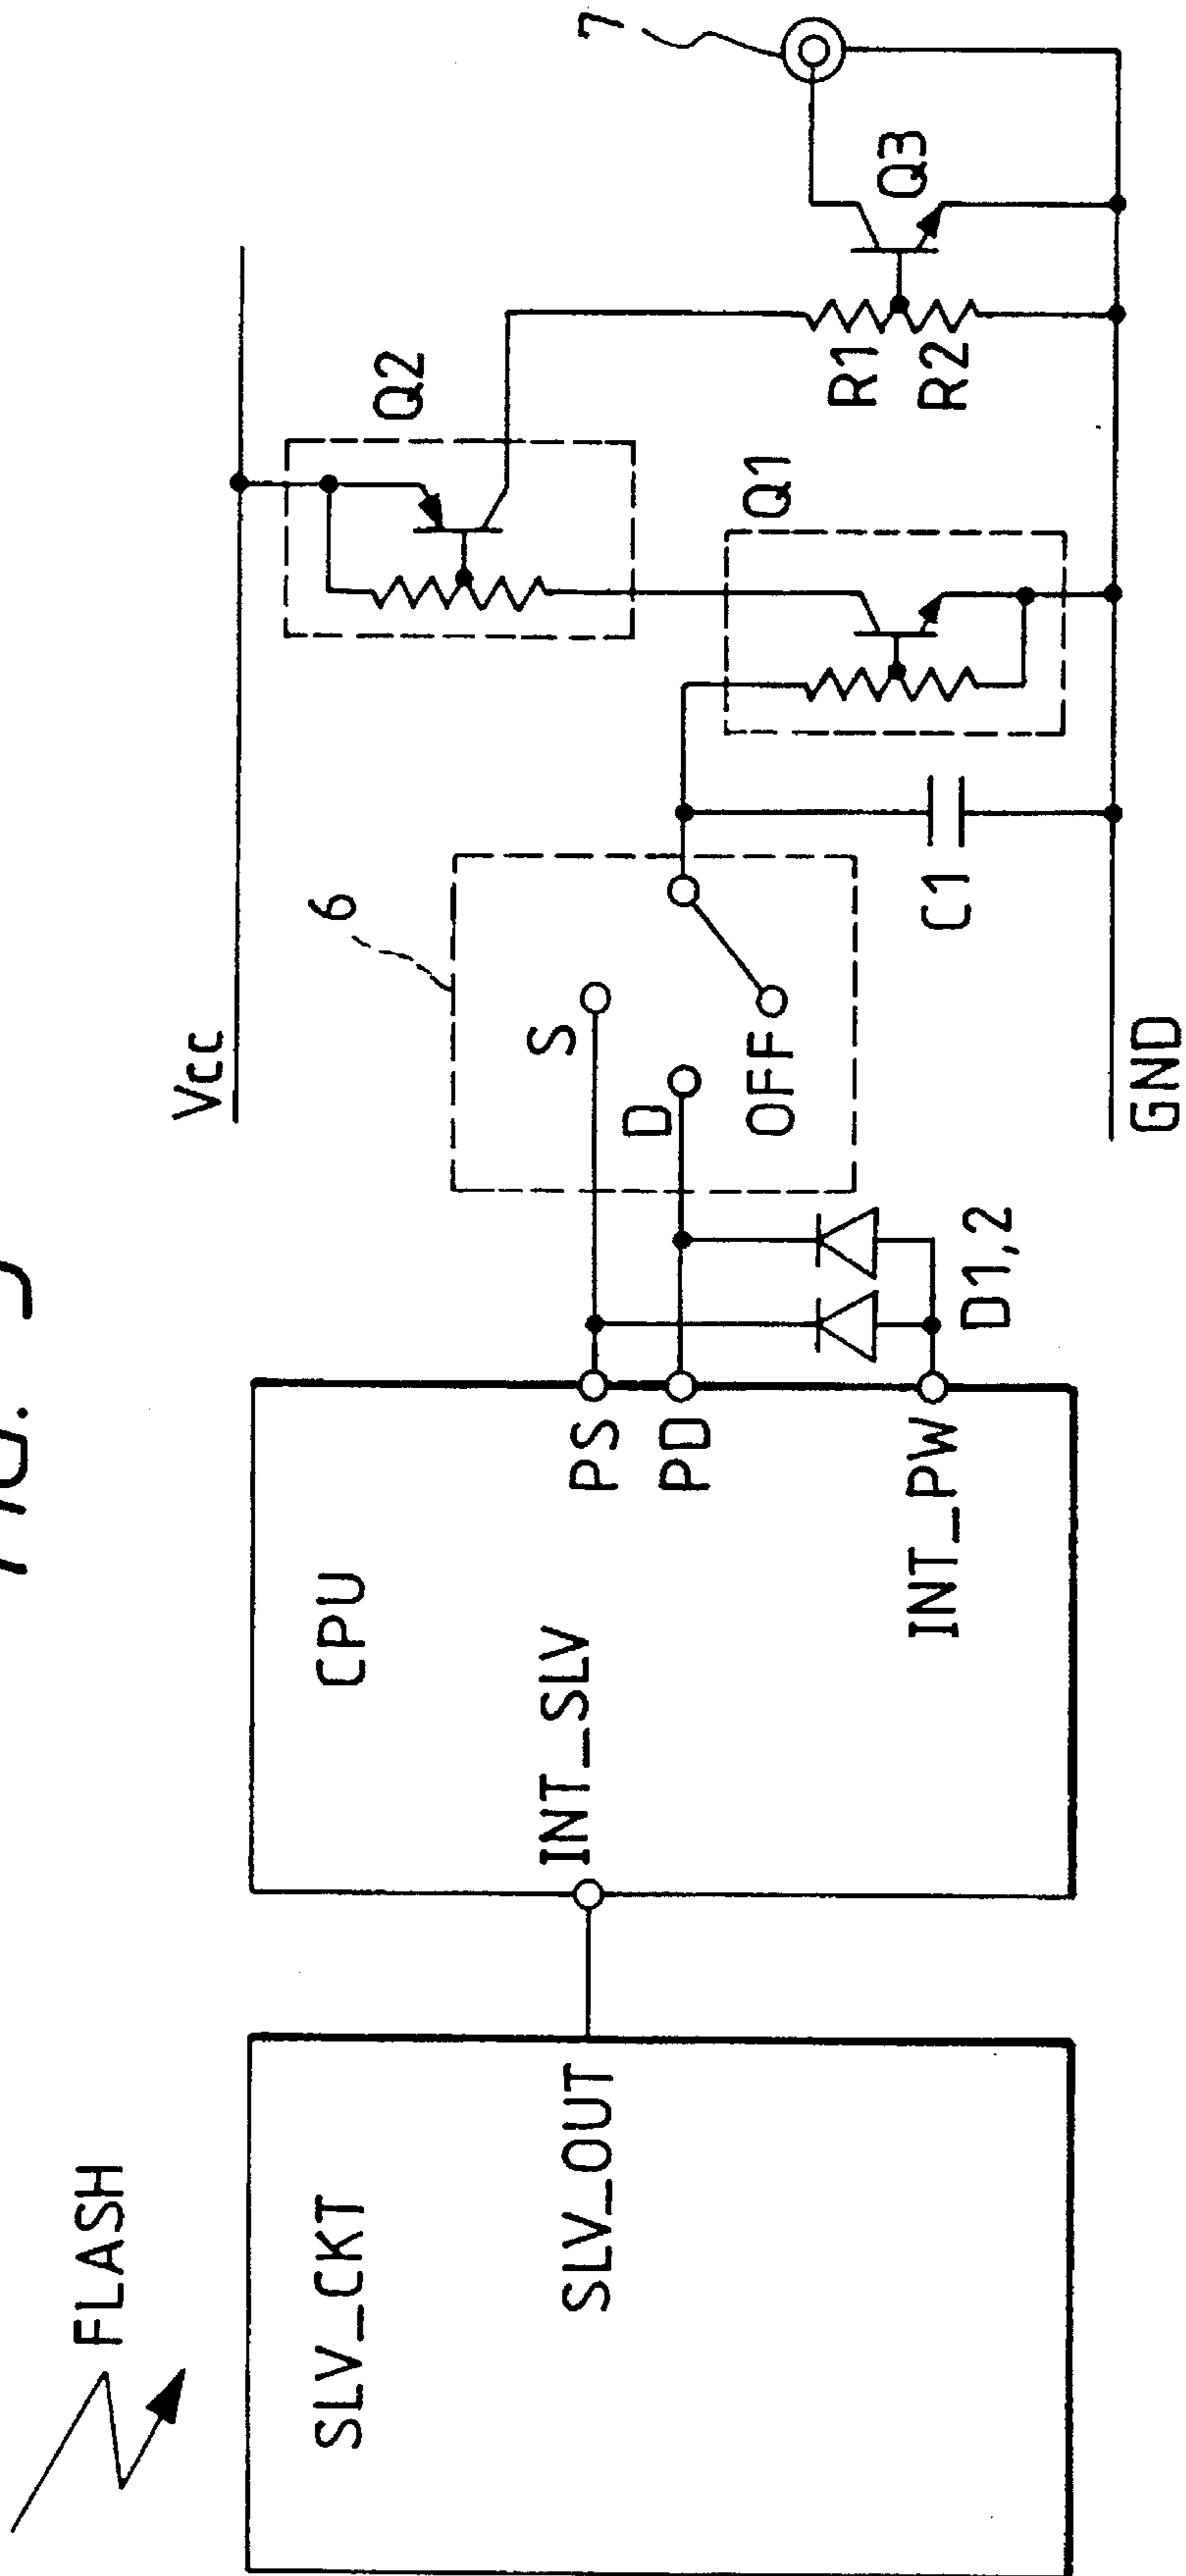 FLASH
SLV_CKT
SLV_OUT
CPU
INT_SLV
PS
PD
INT_PW
D1,2
Vcc
6
S
D
OFF
C1
GND
Q2
Q1
R1
R2
Q3
7